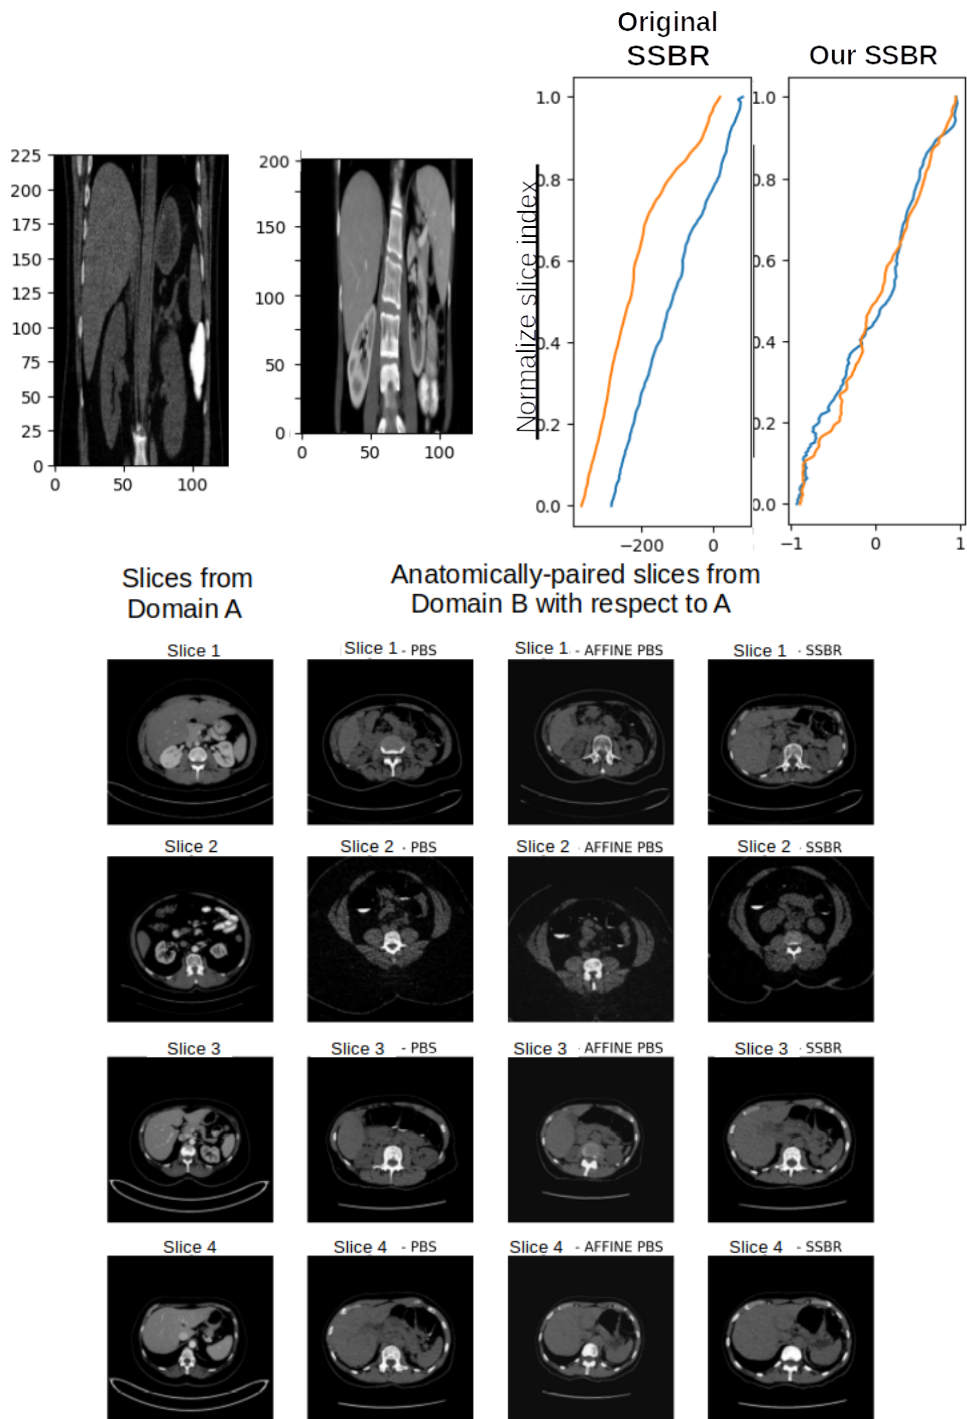 Original
SSBR
Our SSBR
225
200
175
150
125
100
75
50
25
0
0
50
100
200
150
100
50
0
0
50
100
Normalize slice index
1.0
0.8
0.6
0.4
0.2
0.0
−200
0
1.0
0.8
0.6
0.4
0.2
0.0
−1
0
1
Slices from
Domain A
Anatomically-paired slices from
Domain B with respect to A
Slice 1
Slice 1 - PBS
Slice 1 - AFFINE PBS
Slice 1 - SSBR
Slice 2
Slice 2 - PBS
Slice 2 - AFFINE PBS
Slice 2 - SSBR
Slice 3
Slice 3 - PBS
Slice 3 - AFFINE PBS
Slice 3 - SSBR
Slice 4
Slice 4 - PBS
Slice 4 - AFFINE PBS
Slice 4 - SSBR